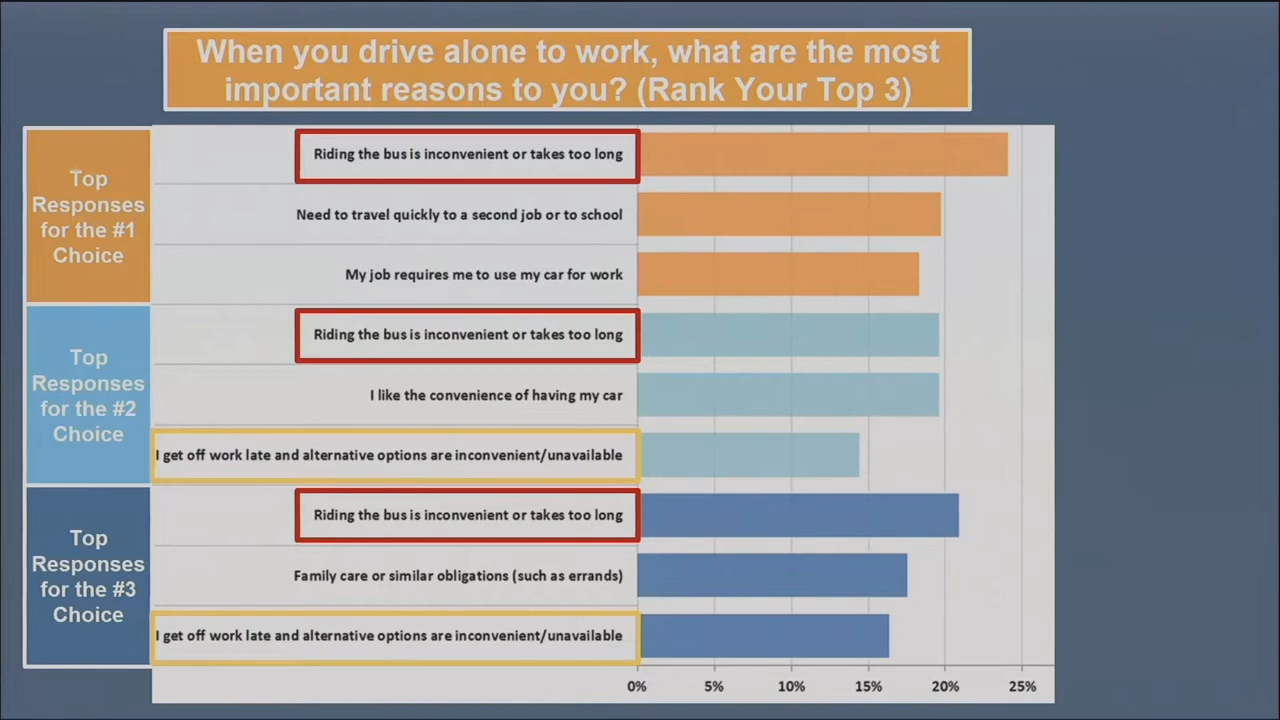 When you drive alone to work, what are the most
important reasons to you? (Rank Your Top 3)
Top
Responses
for the #1
Choice
Riding the bus is inconvenient or takes too long
Need to travel quickly to a second job or to school
My job requires me to use my car for work
Top
Responses
for the #2
Choice
Riding the bus is inconvenient or takes too long
I like the convenience of having my car
I get off work late and alternative options are inconvenient/unavailable
Top
Responses
for the #3
Choice
Riding the bus is inconvenient or takes too long
Family care or similar obligations (such as errands)
I get off work late and alternative options are inconvenient/unavailable
0% 5% 10% 15% 20% 25%